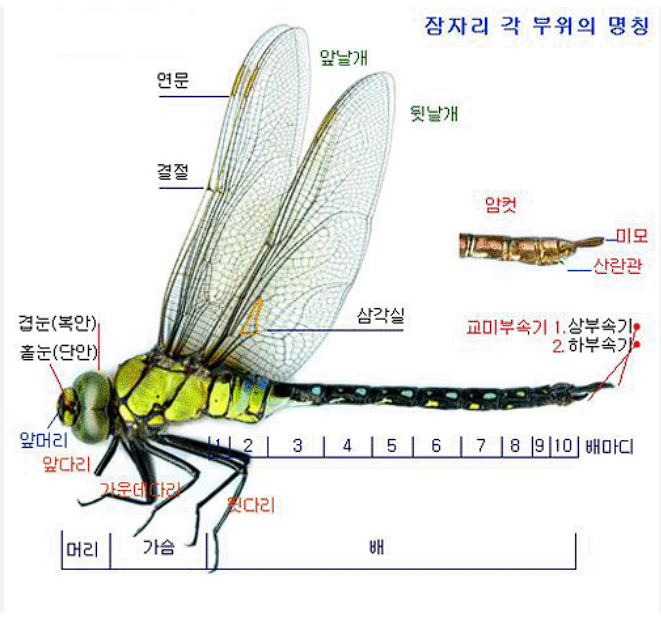 잠자리 각 부위의 명칭
앞날개
연문
뒷날개
결절
암컷
미모
산란관
삼각실
겹눈(복안)
홑눈(단안)
교미부속기 1.상부속기
2.하부속기
앞머리
앞다리
가운데다리
뒷다리
1 2 3 4 5 6 7 8 9 10 배마디
머리 가슴 배